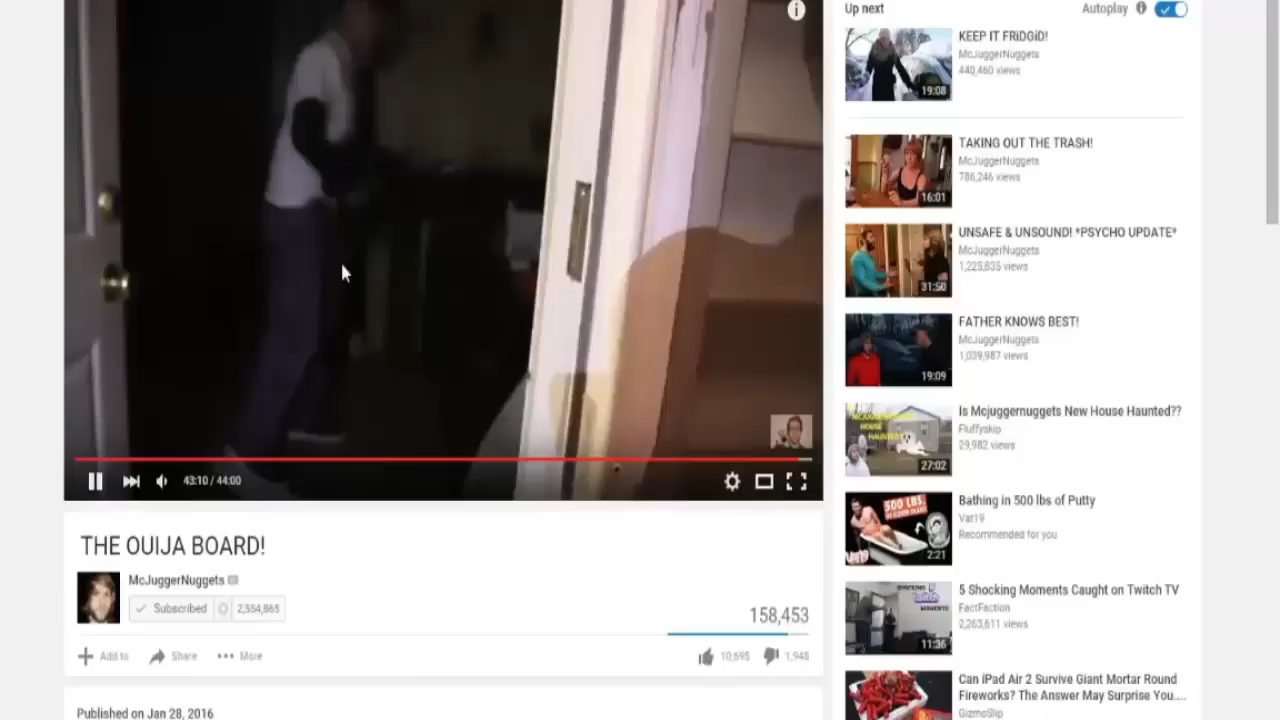 Up next
Autoplay
KEEP IT FRiDGiD!
McJuggerNuggets
440,460 views
19:08
TAKING OUT THE TRASH!
McJuggerNuggets
786,246 views
16:01
UNSAFE & UNSOUND! *PSYCHO UPDATE*
McJuggerNuggets
1,225,835 views
31:50
FATHER KNOWS BEST!
McJuggerNuggets
1,039,987 views
19:09
Is Mcjuggernuggets New House Haunted??
Fluffyskip
29,982 views
HOUSE
27:02
Bathing in 500 lbs of Putty
Vat19
Recommended for you
500 LBS.
2:21
5 Shocking Moments Caught on Twitch TV
FactFaction
2,263,611 views
11:36
Can iPad Air 2 Survive Giant Mortar Round
Fireworks? The Answer May Surprise You....
GizmoSlip
43:10 / 44:00
THE OUIJA BOARD!
McJuggerNuggets
Subscribed 2,554,865
158,453
Add to Share More
10,695 1,948
Published on Jan 28, 2016